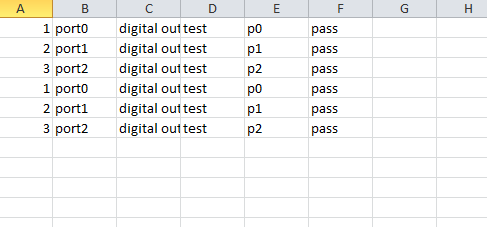 A B C D E F G H
1 port0 digital out test p0 pass
2 port1 digital out test p1 pass
3 port2 digital out test p2 pass
1 port0 digital out test p0 pass
2 port1 digital out test p1 pass
3 port2 digital out test p2 pass